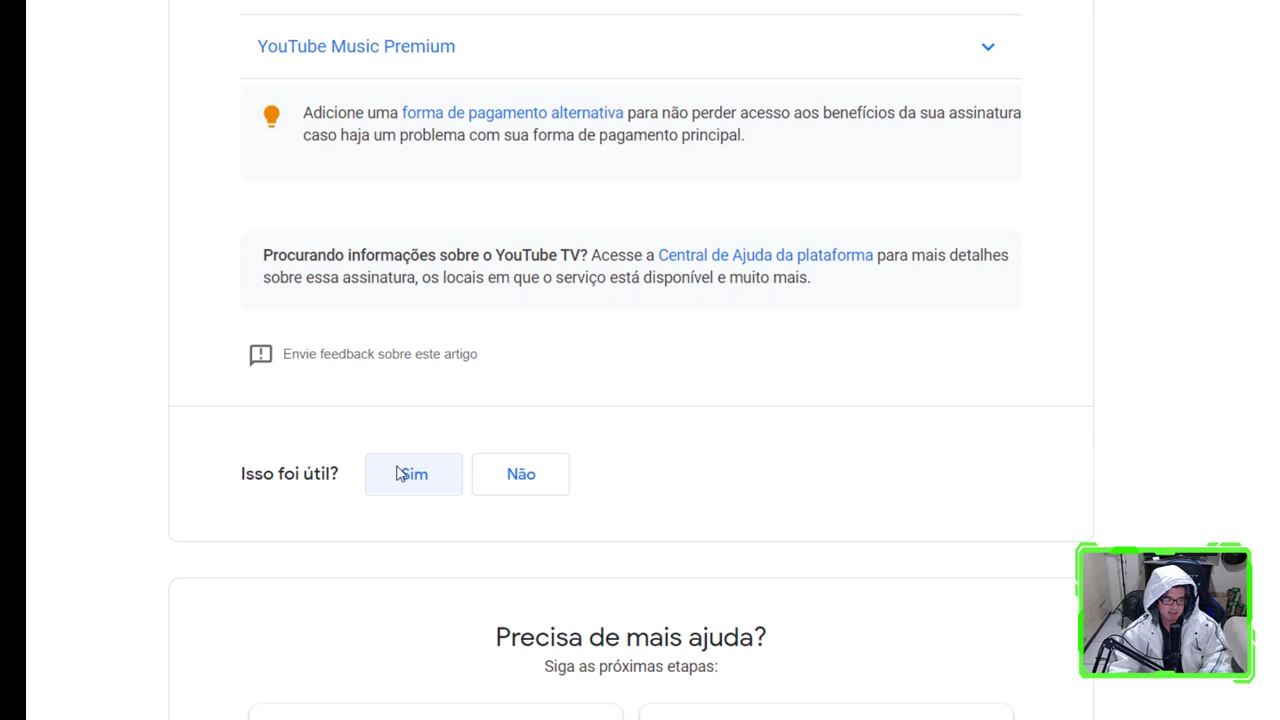 YouTube Music Premium
Adicione uma forma de pagamento alternativa para não perder acesso aos benefícios da sua assinatura
caso haja um problema com sua forma de pagamento principal.
Procurando informações sobre o YouTube TV? Acesse a Central de Ajuda da plataforma para mais detalhes
sobre essa assinatura, os locais em que o serviço está disponível e muito mais.
Envie feedback sobre este artigo
Isso foi útil? Sim Não
Precisa de mais ajuda?
Siga as próximas etapas: